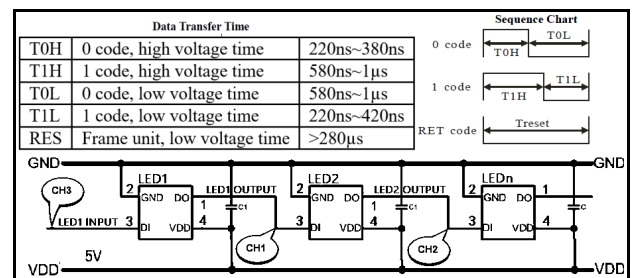 Data Transfer Time
T0H 0 code, high voltage time 220ns~380ns
T1H 1 code, high voltage time 580ns~1µs
T0L 0 code, low voltage time 580ns~1µs
T1L 1 code, low voltage time 220ns~420ns
RES Frame unit, low voltage time >280µs
Sequence Chart
0 code T0H T0L
1 code T1H T1L
RET code Treset
GND GND
LED1 LED2 LEDn
CH3 2 GND DO LED1 OUTPUT 2 GND DO LED2 OUTPUT 2 GND DO 1
1 C1 1 C1 C
LED1 INPUT 3 DI VDD 4 3 DI VDD 4 3 DI VDD 4
CH1 CH2
5V
VDD VDD